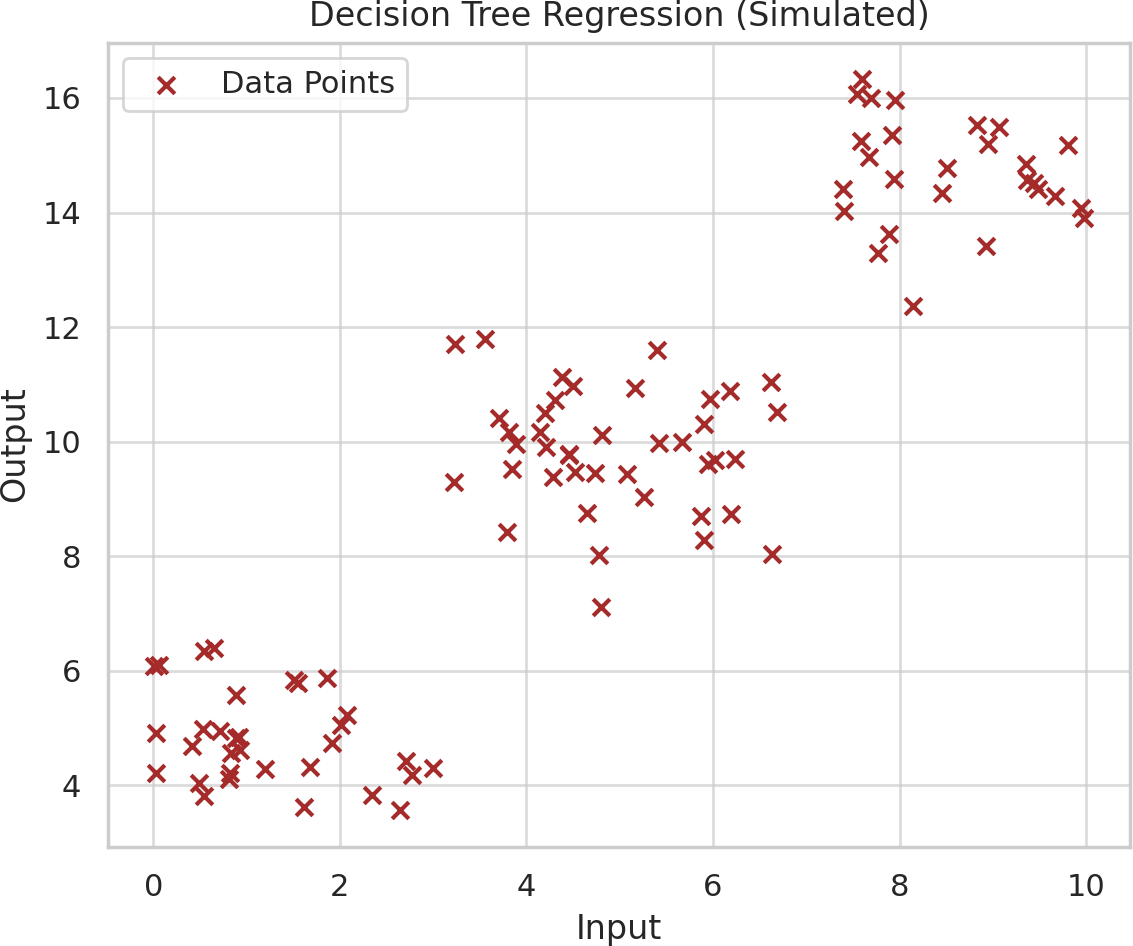 Decision Tree Regression (Simulated)
Data Points
16
14
12
10
8
6
4
Output
0 2 4 6 8 10
Input